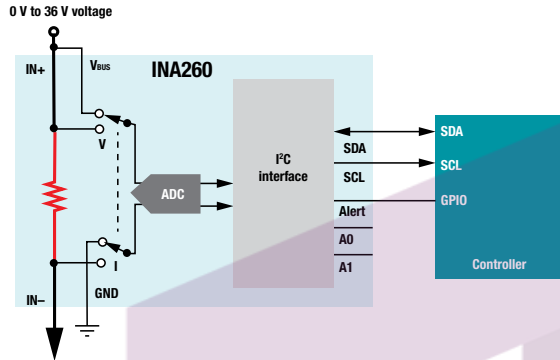 0 V to 36 V voltage
IN+
VBUS
INA260
V
ADC
I²C
interface
SDA
SCL
Alert
A0
A1
SDA
SCL
GPIO
Controller
I
GND
IN–